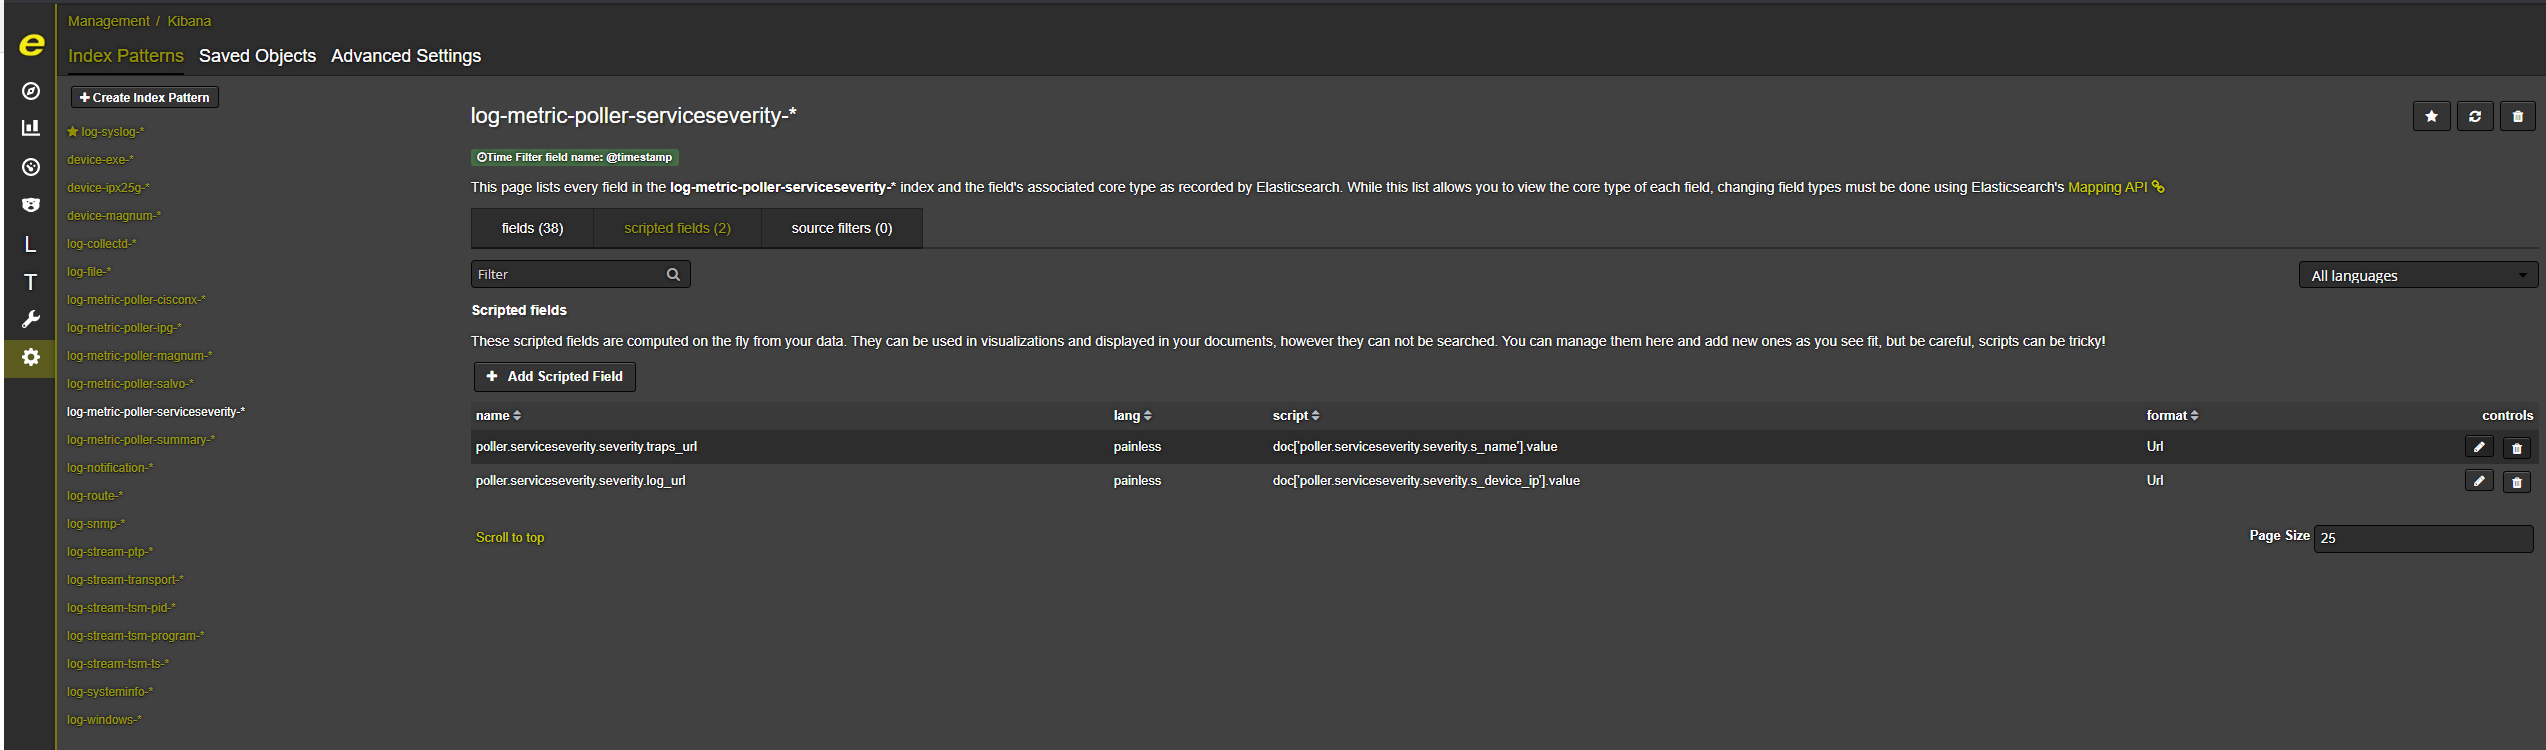 Management / Kibana
e
Index Patterns Saved Objects Advanced Settings
Create Index Pattern
log-syslog-*
device-exe-*
device-ipx25g-*
device-magnum-*
L
log-collectd-*
log-file-*
T
log-metric-poller-cisconx-*
log-metric-poller-ipg-*
log-metric-poller-magnum-*
log-metric-poller-salvo-*
log-metric-poller-serviceseverity-*
log-metric-poller-summary-*
log-notification-*
log-route-*
log-snmp-*
log-stream-ptp-*
log-stream-transport-*
log-stream-tsm-pid-*
log-stream-tsm-program-*
log-stream-tsm-ts-*
log-systeminfo-*
log-windows-*
log-metric-poller-serviceseverity-*
Time Filter field name: @timestamp
This page lists every field in the log-metric-poller-serviceseverity-* index and the field's associated core type as recorded by Elasticsearch. While this list allows you to view the core type of each field, changing field types must be done using Elasticsearch's Mapping API
fields (38) scripted fields (2) source filters (0)
Filter All languages
Scripted fields
These scripted fields are computed on the fly from your data. They can be used in visualizations and displayed in your documents, however they can not be searched. You can manage them here and add new ones as you see fit, but be careful, scripts can be tricky!
Add Scripted Field
name lang script format controls
poller.serviceseverity.severity.traps_url painless doc['poller.serviceseverity.severity.s_name'].value Url
poller.serviceseverity.severity.log_url painless doc['poller.serviceseverity.severity.s_device_ip'].value Url
Scroll to top Page Size 25